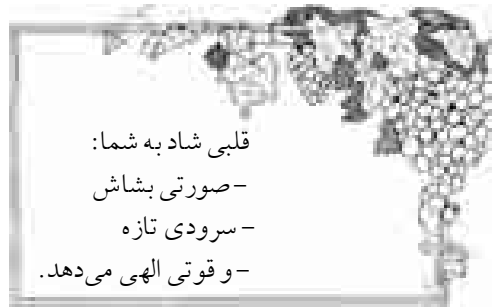 قلبی شاد به شما:
- صورتی بشاش
- سرودی تازه
- و قوتی الهی می‌دهد.